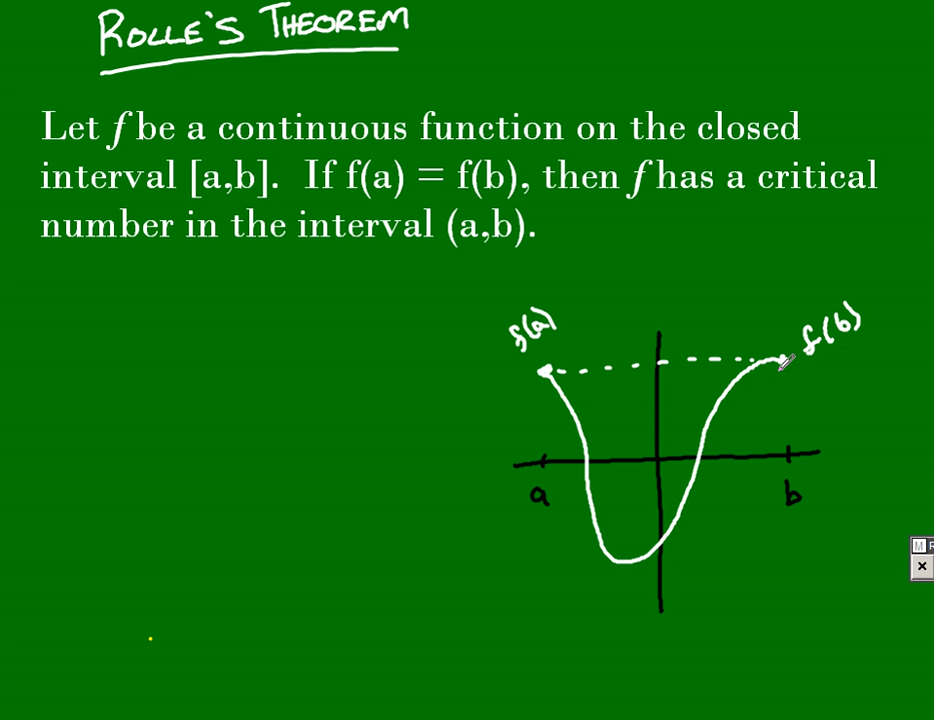 ROLLE'S THEOREM
Let f be a continuous function on the closed
interval [a,b].  If f(a) = f(b), then f has a critical
number in the interval (a,b).
f(a)
f(b)
a
b
M R
×